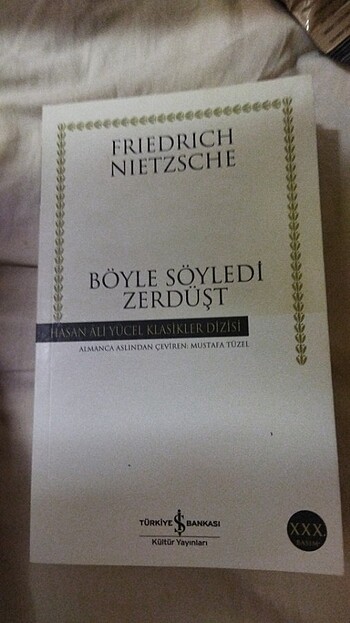 FRIEDRICH
NIETZSCHE
BÖYLE SÖYLEDİ
ZERDÜŞT
HASAN ÂLİ YÜCEL KLASİKLER DİZİSİ
ALMANCA ASLINDAN ÇEVİREN: MUSTAFA TÜZEL
TÜRKİYE İŞ BANKASI
Kültür Yayınları
XXX.